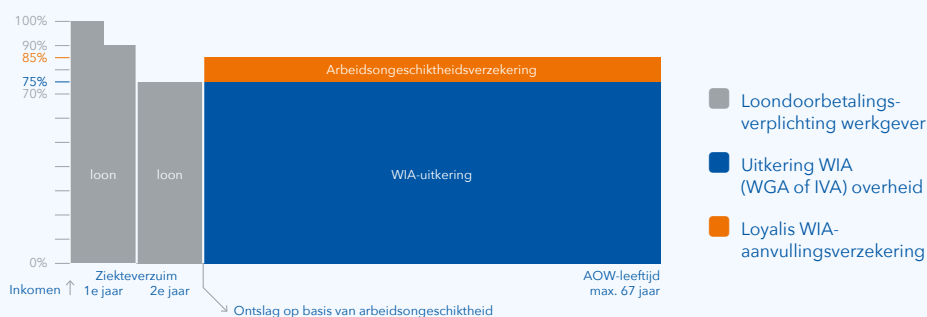 100%
90%
85%
75%
70%
0%
Arbeidsongeschiktheidsverzekering
loon
loon
WIA-uitkering
Inkomen
Ziekteverzuim
1e jaar
2e jaar
AOW-leeftijd
max. 67 jaar
Ontslag op basis van arbeidsongeschiktheid
Loondoorbetalings-
verplichting werkgever
Uitkering WIA
(WGA of IVA) overheid
Loyalis WIA-
aanvullingsverzekering